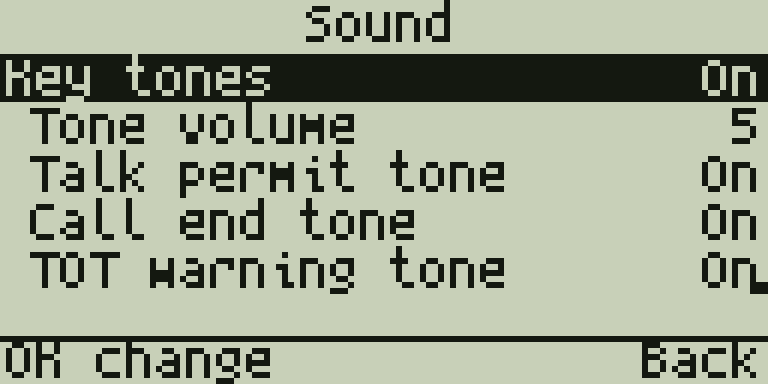 Sound
Key tones On
Tone volume 5
Talk permit tone On
Call end tone On
TOT warning tone On
OK change Back